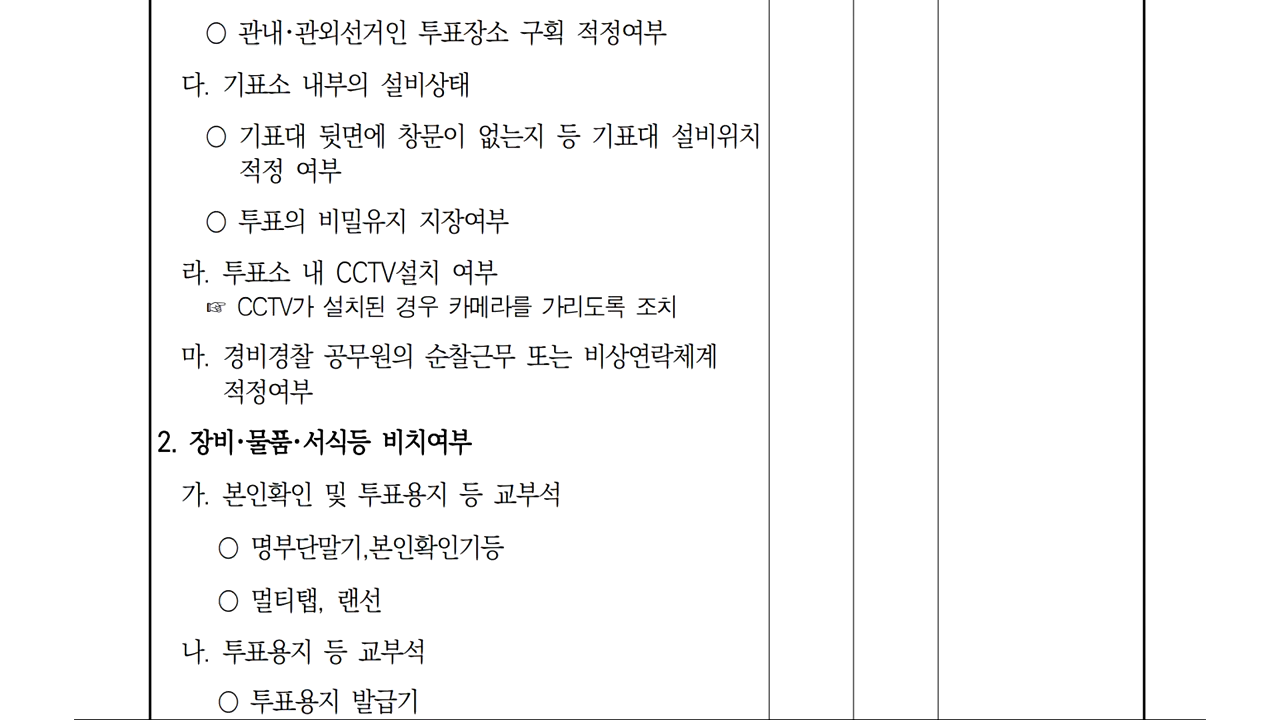 ○ 관내·관외선거인 투표장소 구획 적정여부
다. 기표소 내부의 설비상태
○ 기표대 뒷면에 창문이 없는지 등 기표대 설비위치
적정 여부
○ 투표의 비밀유지 지장여부
라. 투표소 내 CCTV설치 여부
☞ CCTV가 설치된 경우 카메라를 가리도록 조치
마. 경비경찰 공무원의 순찰근무 또는 비상연락체계
적정여부
2. 장비·물품·서식등 비치여부
가. 본인확인 및 투표용지 등 교부석
○ 명부단말기,본인확인기등
○ 멀티탭, 랜선
나. 투표용지 등 교부석
○ 투표용지 발급기